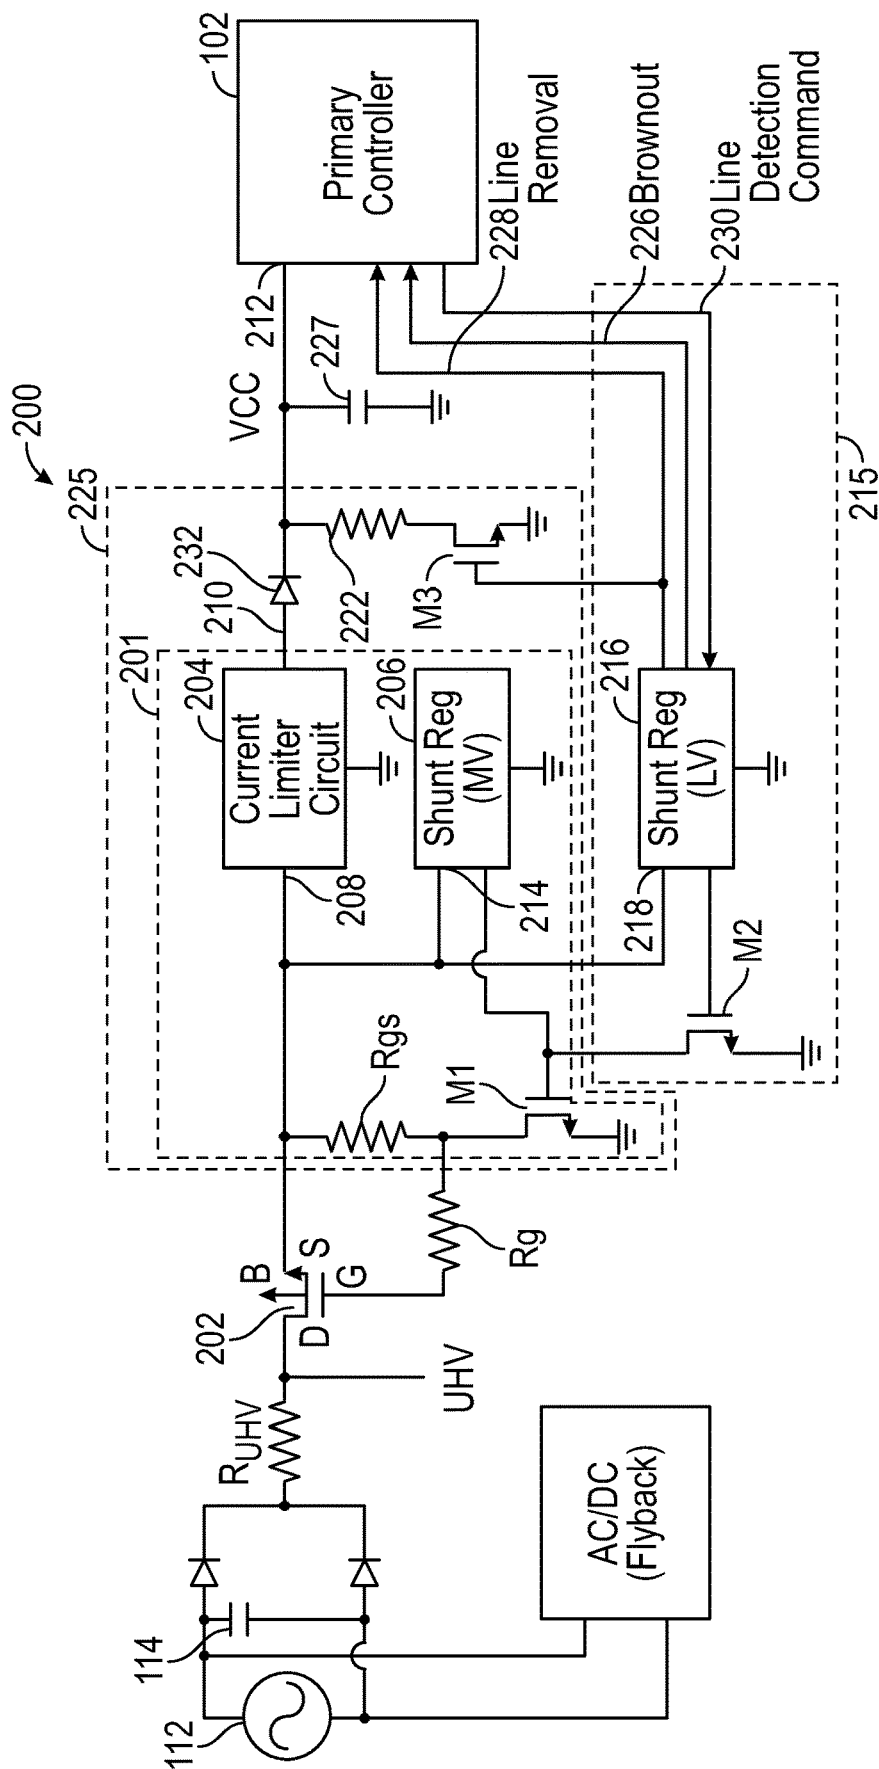 200
225
201
204
Current
Limiter
Circuit
208
210
232
VCC
212
102
Primary
Controller
227
222
M3
206
Shunt Reg
(MV)
214
Rgs
M1
Rg
202
B
S
D
G
UHV
RUHV
114
112
AC/DC
(Flyback)
228 Line
Removal
226 Brownout
230 Line
Detection
Command
216
Shunt Reg
(LV)
218
M2
215